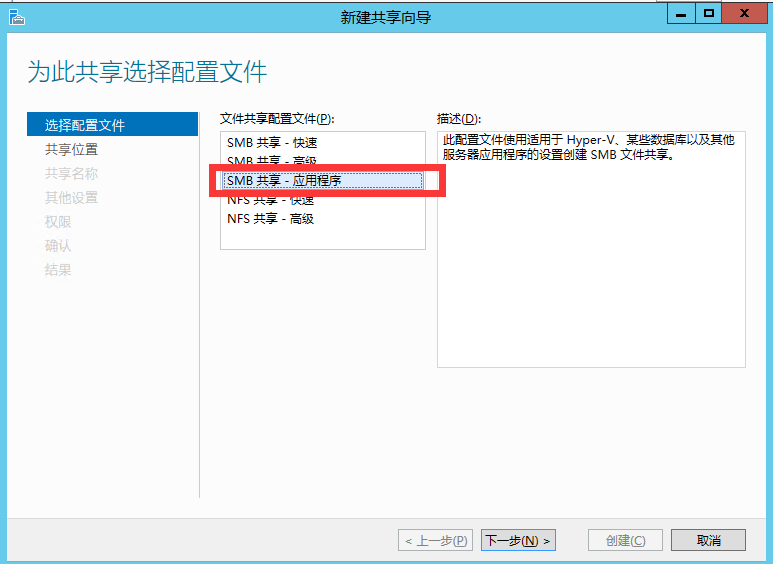 新建共享向导
为此共享选择配置文件
选择配置文件
共享位置
共享名称
其他设置
权限
确认
结果
文件共享配置文件(P):
SMB 共享 - 快速
SMB 共享 - 高级
SMB 共享 - 应用程序
NFS 共享 - 快速
NFS 共享 - 高级
描述(D):
此配置文件使用适用于 Hyper-V、某些数据库以及其他
服务器应用程序的设置创建 SMB 文件共享。
< 上一步(P)
下一步(N) >
创建(C)
取消